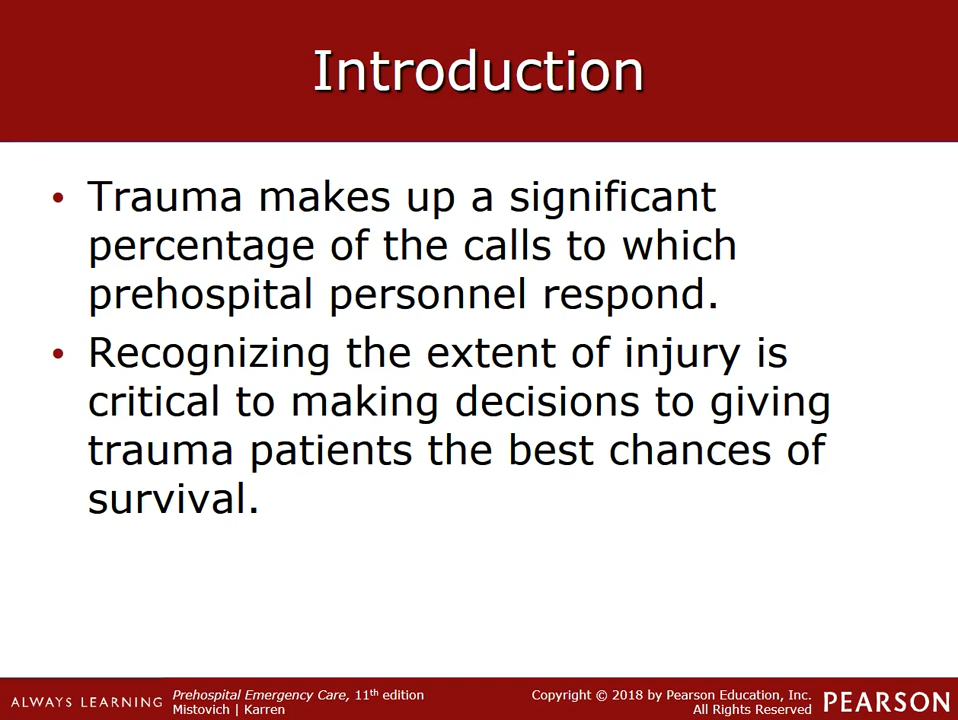 Introduction
• Trauma makes up a significant
percentage of the calls to which
prehospital personnel respond.
• Recognizing the extent of injury is
critical to making decisions to giving
trauma patients the best chances of
survival.
ALWAYS LEARNING
Prehospital Emergency Care, 11th edition
Mistovich | Karren
Copyright © 2018 by Pearson Education, Inc.
All Rights Reserved
PEARSON